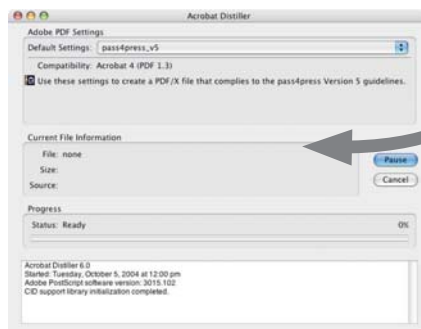 Acrobat Distiller
Adobe PDF Settings
Default Settings: pass4press_v5
Compatibility: Acrobat 4 (PDF 1.3)
Use these settings to create a PDF/X file that complies to the pass4press Version 5 guidelines.
Current File Information
File: none
Size:
Source:
Pause
Cancel
Progress
Status: Ready 0%
Acrobat Distiller 6.0
Started: Tuesday, October 5, 2004 at 12:00 pm
Adobe PostScript software version: 3015.102
CID support library initialization completed.